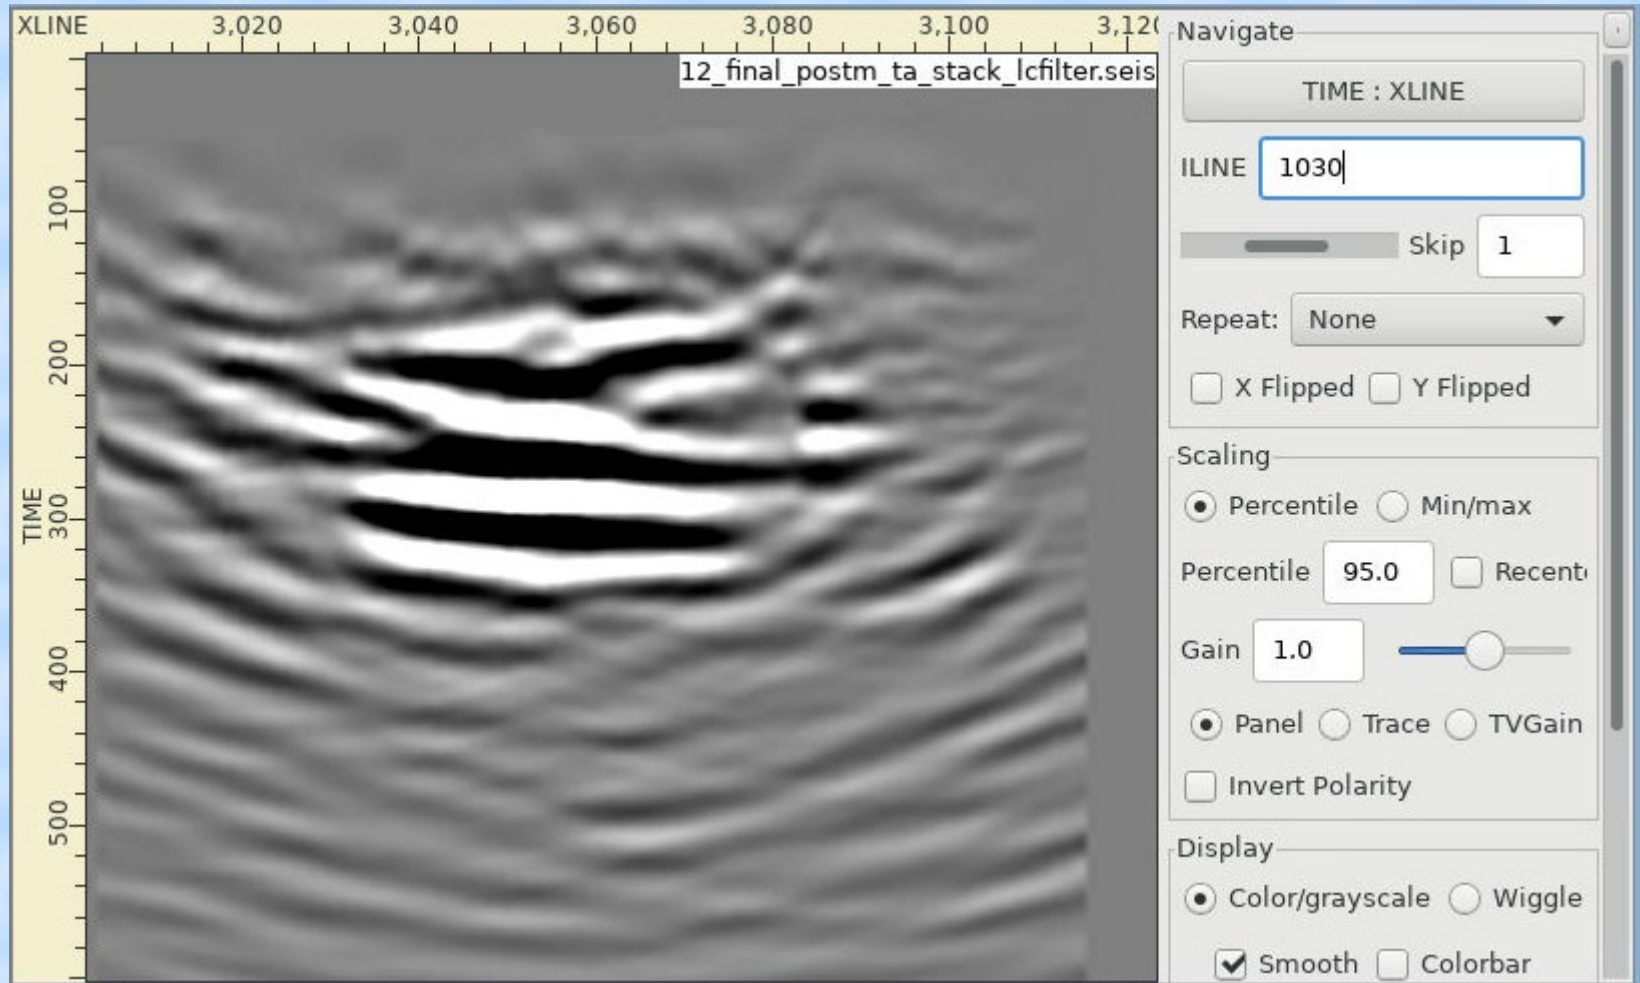 XLINE 3,020 3,040 3,060 3,080 3,100 3,120
12_final_postm_ta_stack_lcfilter.seis
TIME
100
200
300
400
500
Navigate
TIME : XLINE
ILINE 1030
Skip 1
Repeat: None
X Flipped Y Flipped
Scaling
Percentile Min/max
Percentile 95.0 Recente
Gain 1.0
Panel Trace TVGain
Invert Polarity
Display
Color/grayscale Wiggle
Smooth Colorbar